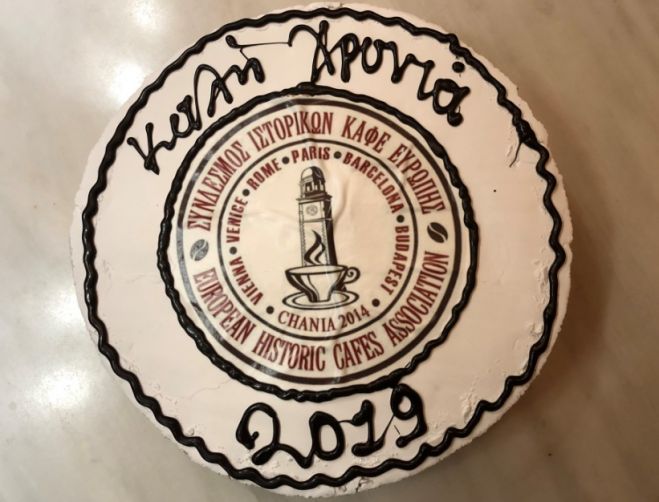 Καλή Χρονιά
ΣΥΝΔΕΣΜΟΣ ΙΣΤΟΡΙΚΩΝ ΚΑΦΕ ΕΥΡΩΠΗΣ
VIENNA • VENICE • ROME • PARIS • BARCELONA • BUDAPEST
• CHANIA 2014 •
EUROPEAN HISTORIC CAFES ASSOCIATION
2019